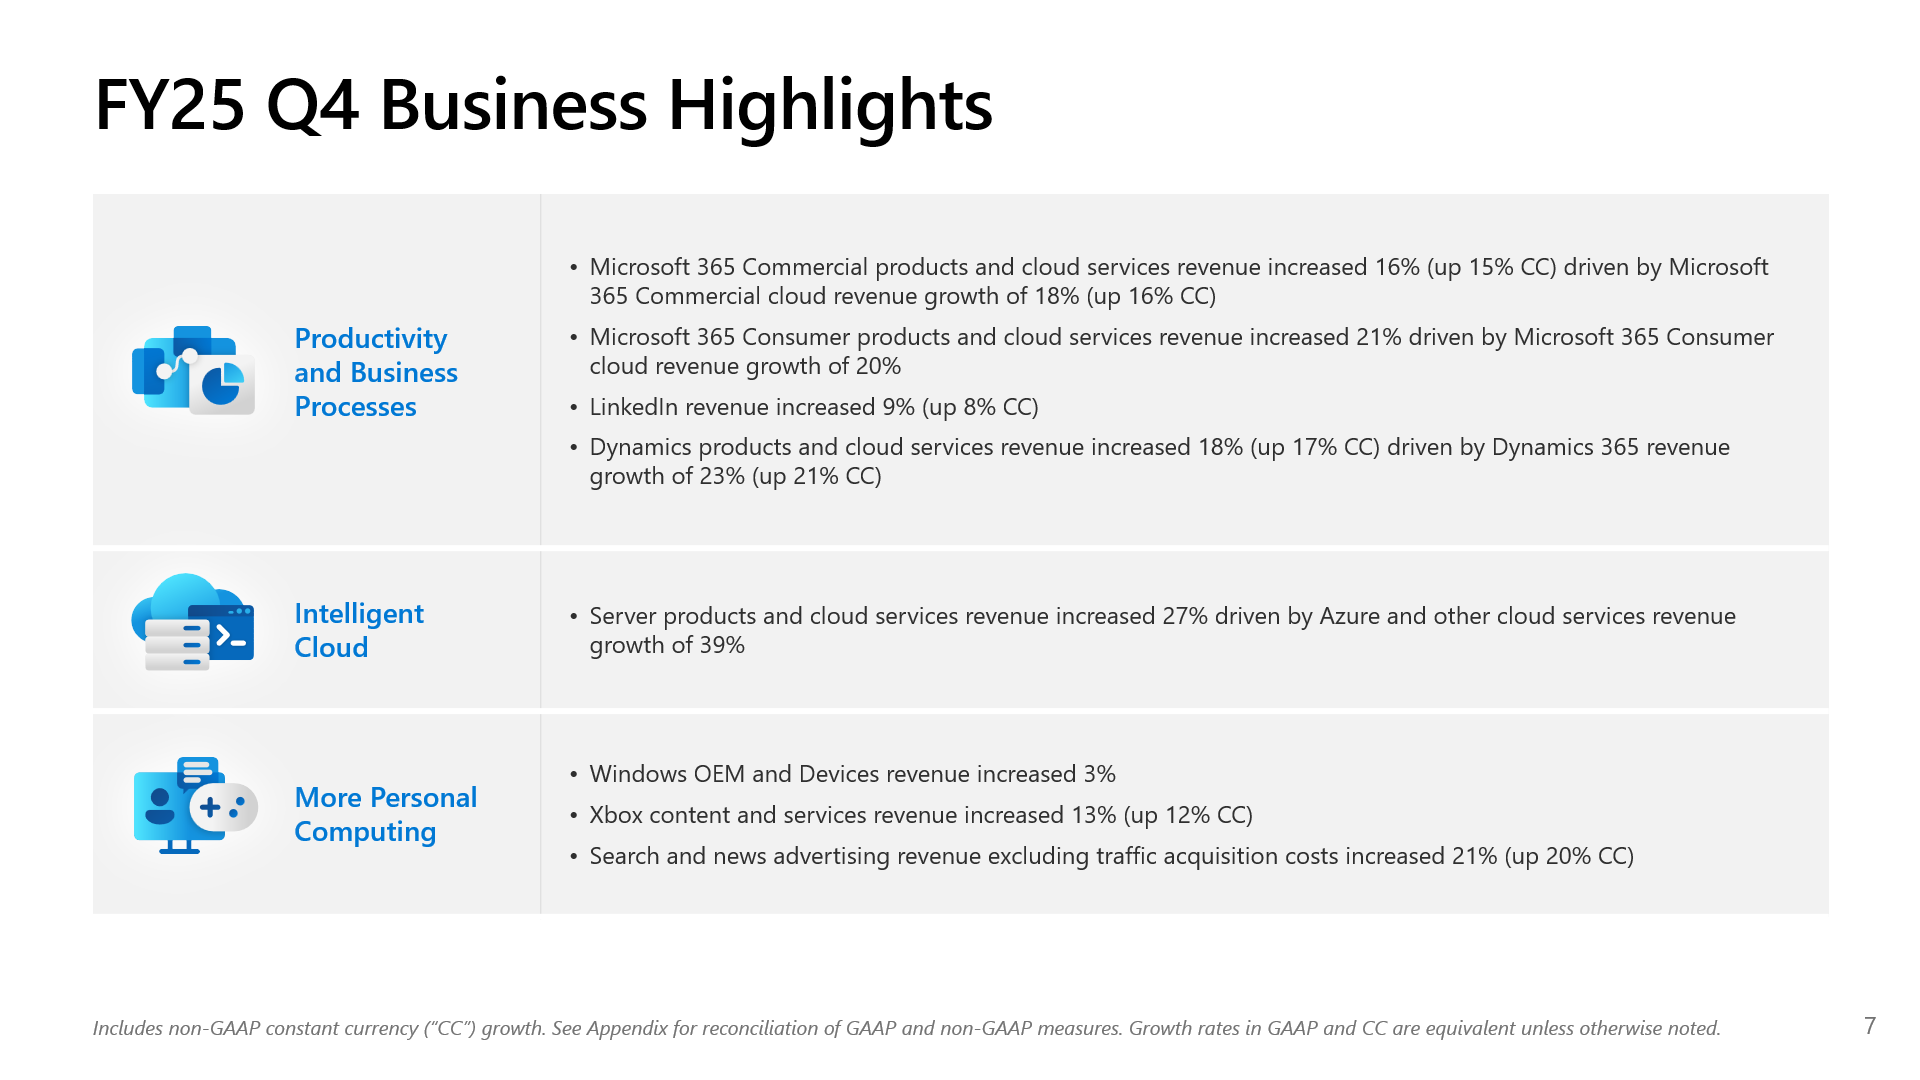 FY25 Q4 Business Highlights
Productivity
and Business
Processes
• Microsoft 365 Commercial products and cloud services revenue increased 16% (up 15% CC) driven by Microsoft
365 Commercial cloud revenue growth of 18% (up 16% CC)
• Microsoft 365 Consumer products and cloud services revenue increased 21% driven by Microsoft 365 Consumer
cloud revenue growth of 20%
• LinkedIn revenue increased 9% (up 8% CC)
• Dynamics products and cloud services revenue increased 18% (up 17% CC) driven by Dynamics 365 revenue
growth of 23% (up 21% CC)
Intelligent
Cloud
• Server products and cloud services revenue increased 27% driven by Azure and other cloud services revenue
growth of 39%
More Personal
Computing
• Windows OEM and Devices revenue increased 3%
• Xbox content and services revenue increased 13% (up 12% CC)
• Search and news advertising revenue excluding traffic acquisition costs increased 21% (up 20% CC)
Includes non-GAAP constant currency (“CC”) growth. See Appendix for reconciliation of GAAP and non-GAAP measures. Growth rates in GAAP and CC are equivalent unless otherwise noted.
7